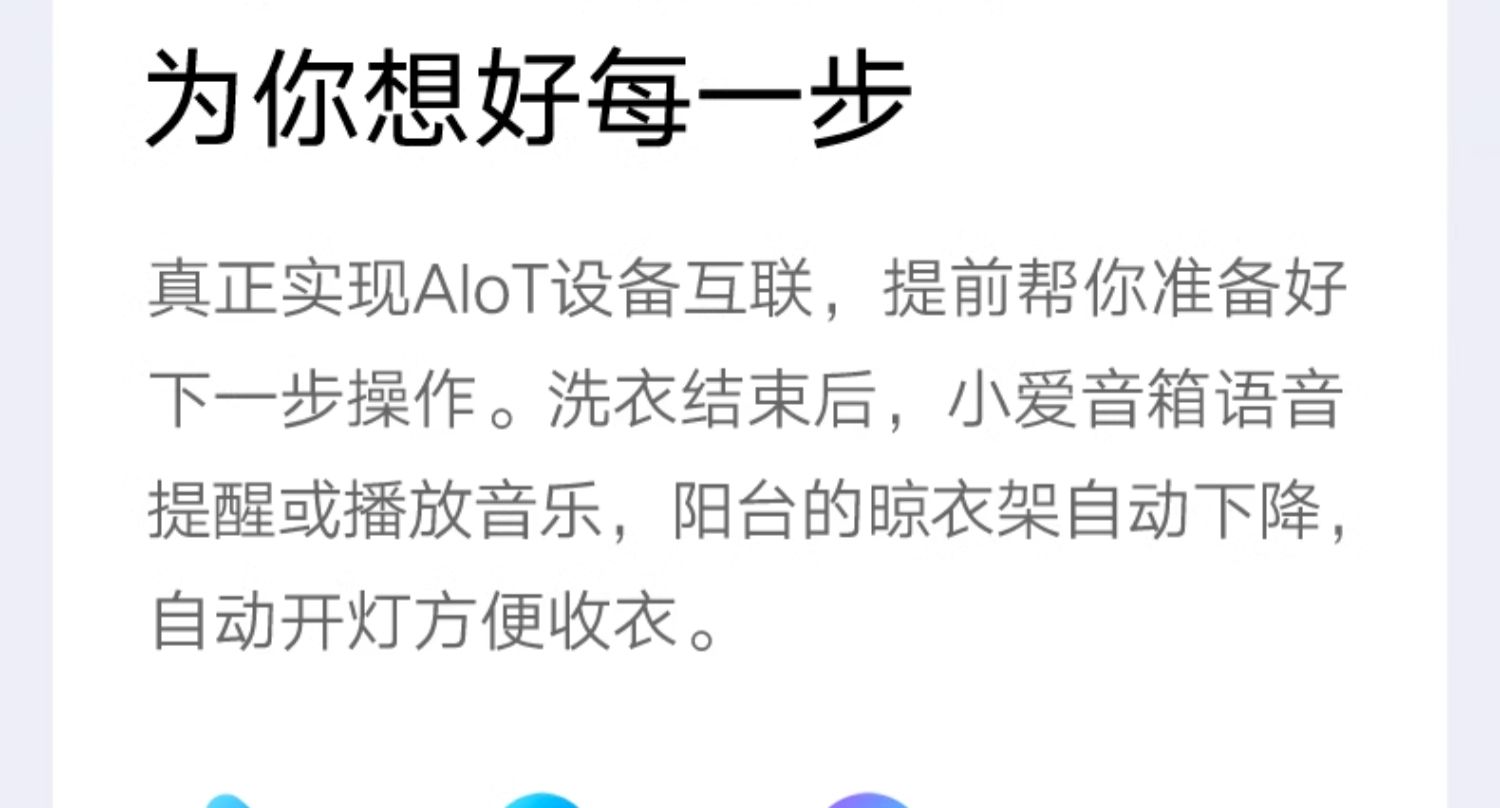 为你想好每一步
真正实现AIoT设备互联，提前帮你准备好
下一步操作。洗衣结束后，小爱音箱语音
提醒或播放音乐，阳台的晾衣架自动下降，
自动开灯方便收衣。